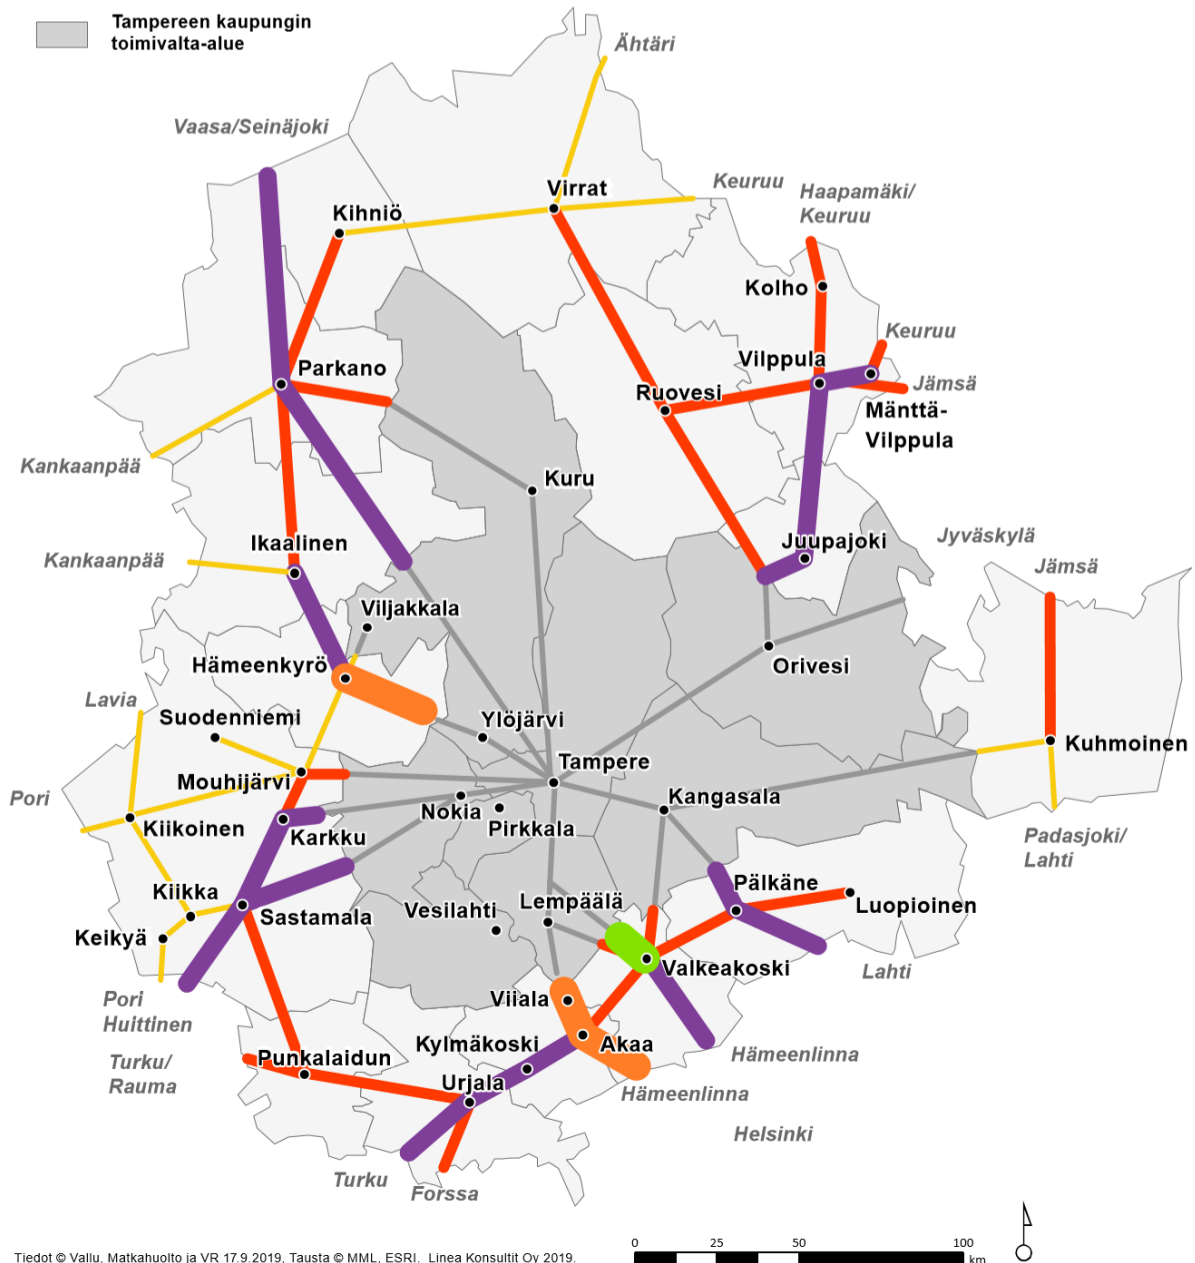 Tampereen kaupungin
toimivalta-alue
Ähtäri
Vaasa/Seinäjoki
Keuruu
Haapamäki/
Keuruu
Virrat
Kihniö
Kolho
Keuruu
Vilppula
Parkano
Jämsä
Ruovesi
Mänttä-
Vilppula
Kankaanpää
Kuru
Jyväskylä
Ikaalinen
Juupajoki
Kankaanpää
Jämsä
Viljakkala
Hämeenkyrö
Orivesi
Lavia
Suodenniemi
Ylöjärvi
Kuhmoinen
Tampere
Mouhijärvi
Pori
Kangasala
Nokia
Kiikoinen
Karkku
Pirkkala
Padasjoki/
Lahti
Pälkäne
Kiikka
Luopioinen
Lempäälä
Vesilahti
Sastamala
Keikyä
Valkeakoski
Lahti
Pori
Huittinen
Viiala
Kylmäkoski
Akaa
Hämeenlinna
Turku/
Rauma
Punkalaidun
Urjala
Hämeenlinna
Helsinki
Turku
Forssa
0 25 50 100
km
Tiedot © Vallu, Matkahuolto ja VR 17.9.2019, Tausta © MML, ESRI. Linea Konsultit Oy 2019.